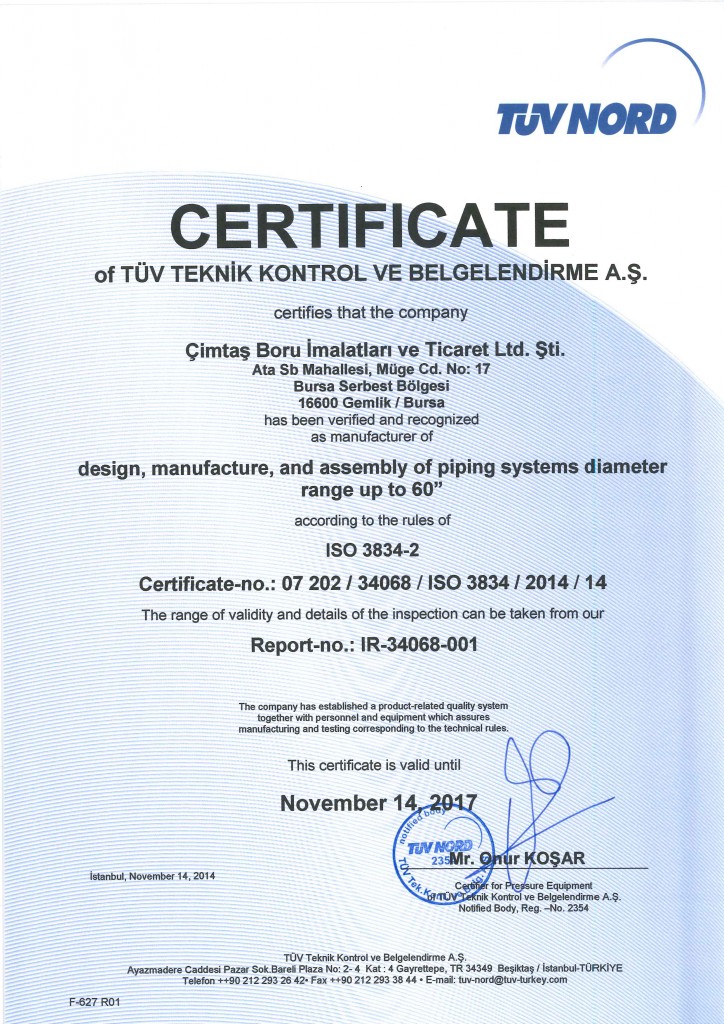 TÜV NORD
CERTIFICATE
of TÜV TEKNİK KONTROL VE BELGELENDİRME A.Ş.
certifies that the company
Çimtaş Boru İmalatları ve Ticaret Ltd. Şti.
Ata Sb Mahallesi, Müge Cd. No: 17
Bursa Serbest Bölgesi
16600 Gemlik / Bursa
has been verified and recognized
as manufacturer of
design, manufacture, and assembly of piping systems diameter
range up to 60”
according to the rules of
ISO 3834-2
Certificate-no.: 07 202 / 34068 / ISO 3834 / 2014 / 14
The range of validity and details of the inspection can be taken from our
Report-no.: IR-34068-001
The company has established a product-related quality system
together with personnel and equipment which assures
manufacturing and testing corresponding to the technical rules.
This certificate is valid until
November 14, 2017
notified body
TÜV NORD
TÜV Tek.
Mr. Onur KOŞAR
İstanbul, November 14, 2014
Certifier for Pressure Equipment
of TÜV Teknik Kontrol ve Belgelendirme A.Ş.
Notified Body, Reg. –No. 2354
TÜV Teknik Kontrol ve Belgelendirme A.Ş.
Ayazmadere Caddesi Pazar Sok.Bareli Plaza No: 2- 4 Kat : 4 Gayrettepe, TR 34349 Beşiktaş / İstanbul-TÜRKİYE
Telefon ++90 212 293 26 42• Fax ++90 212 293 38 44 • E-mail: tuv-nord@tuv-turkey.com
F-627 R01